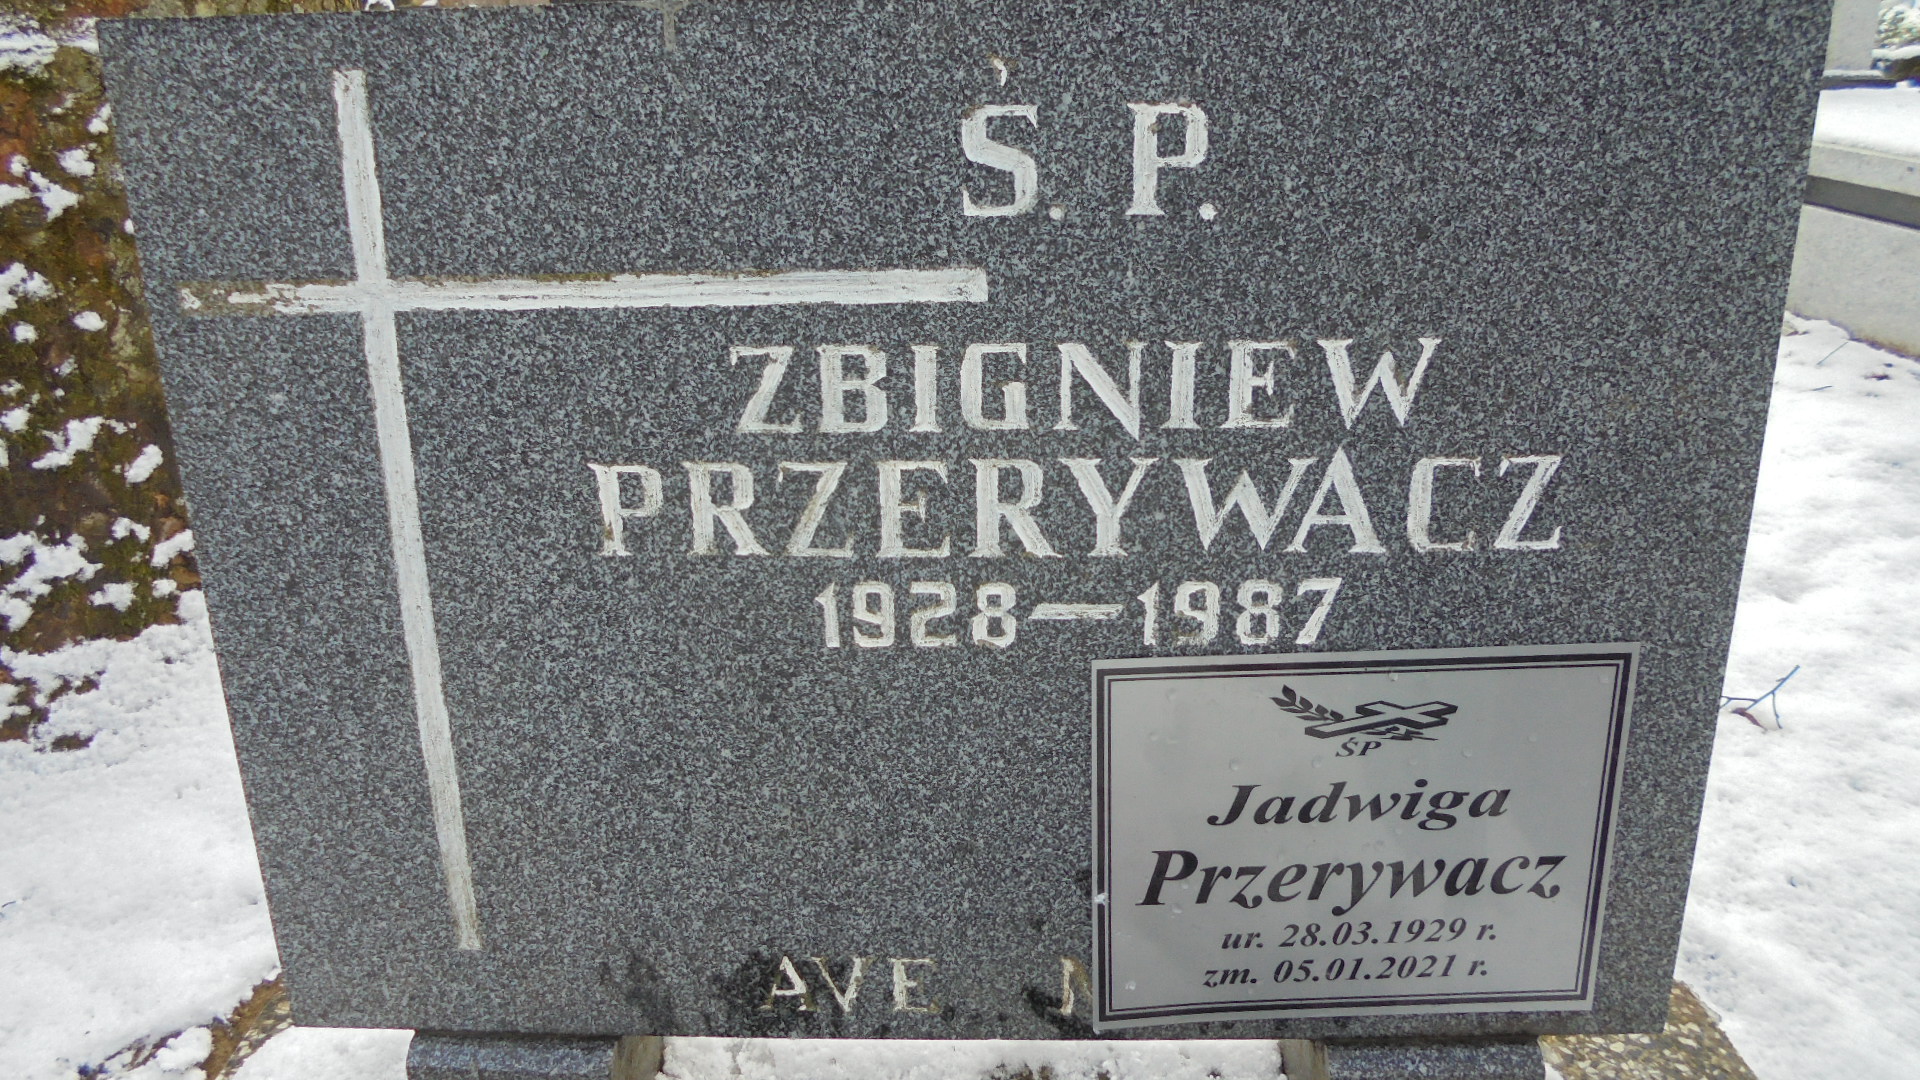 Ś. P.
ZBIGNIEW
PRZERYWACZ
1928—1987
AVE
ŚP
Jadwiga
Przerywacz
ur. 28.03.1929 r.
zm. 05.01.2021 r.